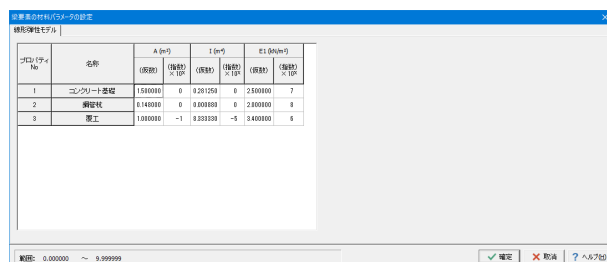 梁要素の材料パラメータの設定
線形弾性モデル
プロパティ No 名称 A (m²) I (m⁴) E1 (kN/m²)
(仮数) (指数) ×10ˣ (仮数) (指数) ×10ˣ (仮数) (指数) ×10ˣ
1 コンクリート基礎 1.500000 0 0.281250 0 2.500000 7
2 鋼管杭 0.148000 0 0.000880 0 2.000000 8
3 覆工 1.000000 -1 8.333330 -5 3.400000 6
範囲: 0.000000 ～ 9.999999
確定 取消 ? ヘルプ(H)